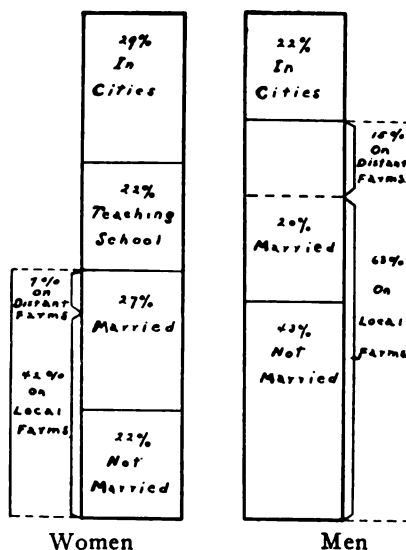 29%
In
Cities
22%
Teaching
School
27%
Married
22%
Not
Married
7%
on
Distant
Farms
42%
on
Local
Farms
Women
22%
In
Cities
20%
Married
43%
Not
Married
15%
On
Distant
Farms
63%
On
Local
Farms
Men